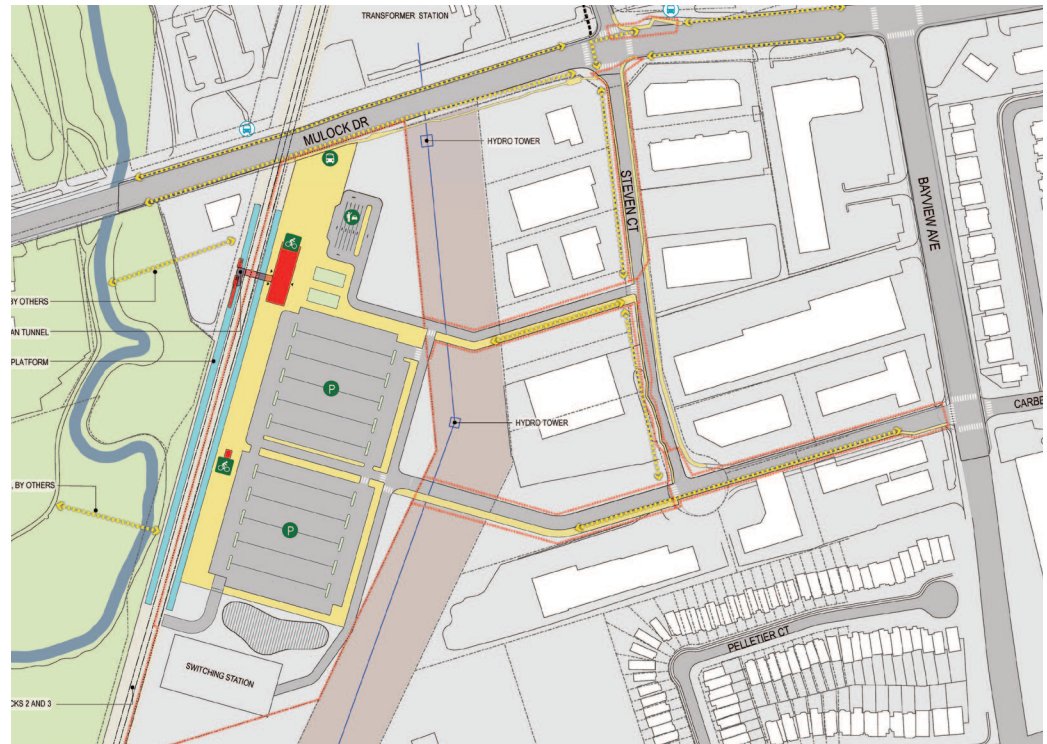 TRANSFORMER STATION
MULOCK DR
HYDRO TOWER
STEVEN CT
BAYVIEW AVE
BY OTHERS
AN TUNNEL
PLATFORM
P
HYDRO TOWER
CARBE
, BY OTHERS
P
PELLETIER CT
SWITCHING STATION
CKS 2 AND 3